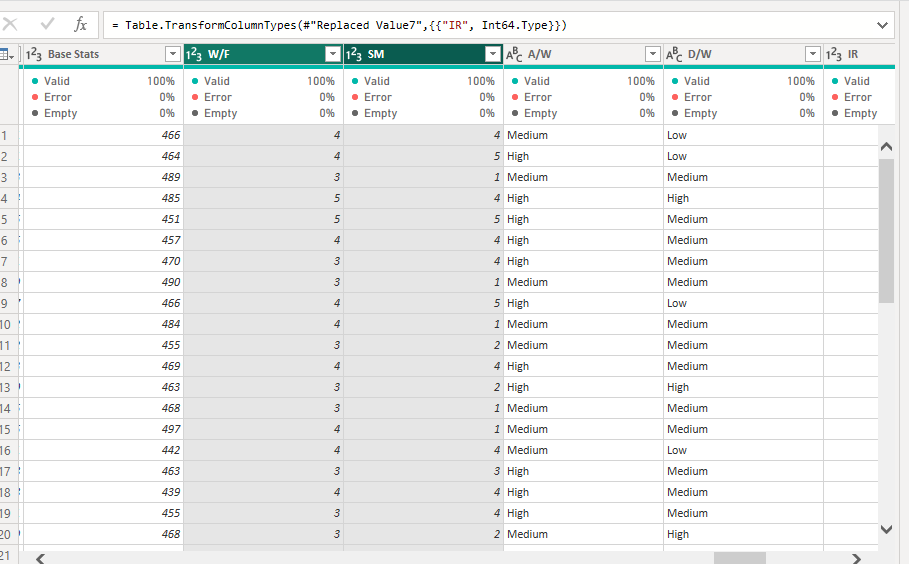 fx = Table.TransformColumnTypes(#"Replaced Value7",{{"IR", Int64.Type}})
123 Base Stats 123 W/F 123 SM ABC A/W ABC D/W 123 IR
Valid 100% Valid 100% Valid 100% Valid 100% Valid 100% Valid
Error 0% Error 0% Error 0% Error 0% Error 0% Error
Empty 0% Empty 0% Empty 0% Empty 0% Empty 0% Empty
1 466 4 4 Medium Low
2 464 4 5 High Low
3 489 3 1 Medium Medium
4 485 5 4 High High
5 451 5 5 High Medium
6 457 4 4 High Medium
7 470 3 4 High Medium
8 490 3 1 Medium Medium
9 466 4 5 High Low
10 484 4 1 Medium Medium
11 455 3 2 Medium Medium
12 469 4 4 High Medium
13 463 3 2 High High
14 468 3 1 Medium Medium
15 497 4 1 Medium Medium
16 442 4 4 Medium Low
17 463 3 3 High Medium
18 439 4 4 High Medium
19 455 3 4 High Medium
20 468 3 2 Medium High
21